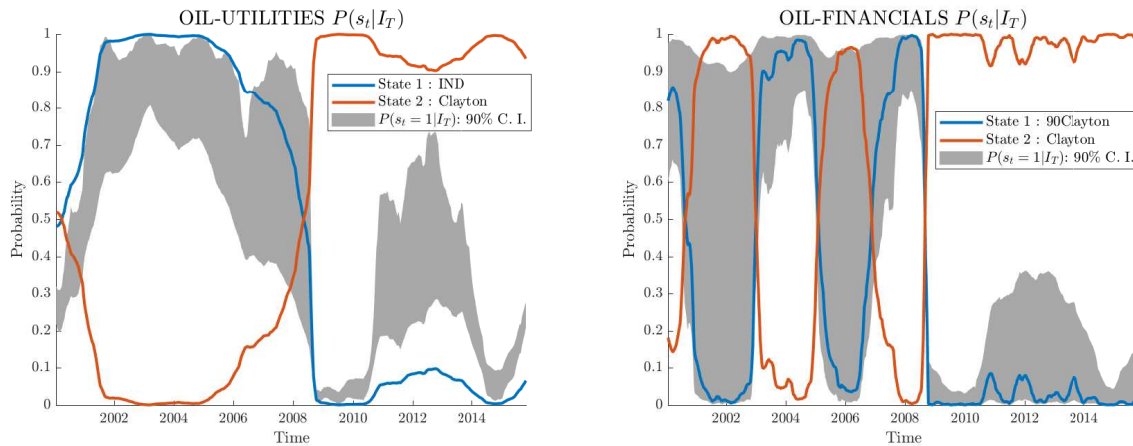 OIL-UTILITIES P(s_t|I_T)
1
0.9
0.8
0.7
0.6
0.5
0.4
0.3
0.2
0.1
0
Probability
State 1 : IND
State 2 : Clayton
P(s_t = 1|I_T): 90% C. I.
2002 2004 2006 2008 2010 2012 2014
Time
OIL-FINANCIALS P(s_t|I_T)
1
0.9
0.8
0.7
0.6
0.5
0.4
0.3
0.2
0.1
0
Probability
State 1 : 90Clayton
State 2 : Clayton
P(s_t = 1|I_T): 90% C. I.
2002 2004 2006 2008 2010 2012 2014
Time